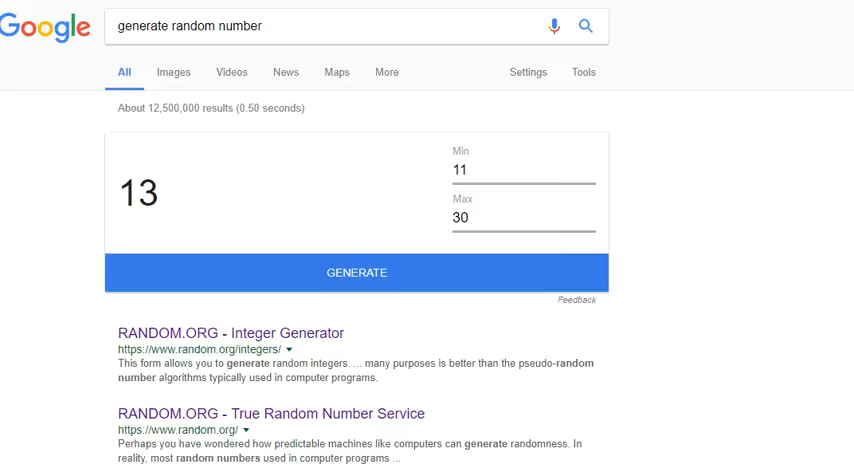 Google
generate random number
All Images Videos News Maps More Settings Tools
About 12,500,000 results (0.50 seconds)
Min
11
13
Max
30
GENERATE
Feedback
RANDOM.ORG - Integer Generator
https://www.random.org/integers/
This form allows you to generate random integers. ... many purposes is better than the pseudo-random
number algorithms typically used in computer programs.
RANDOM.ORG - True Random Number Service
https://www.random.org/
Perhaps you have wondered how predictable machines like computers can generate randomness. In
reality, most random numbers used in computer programs ...